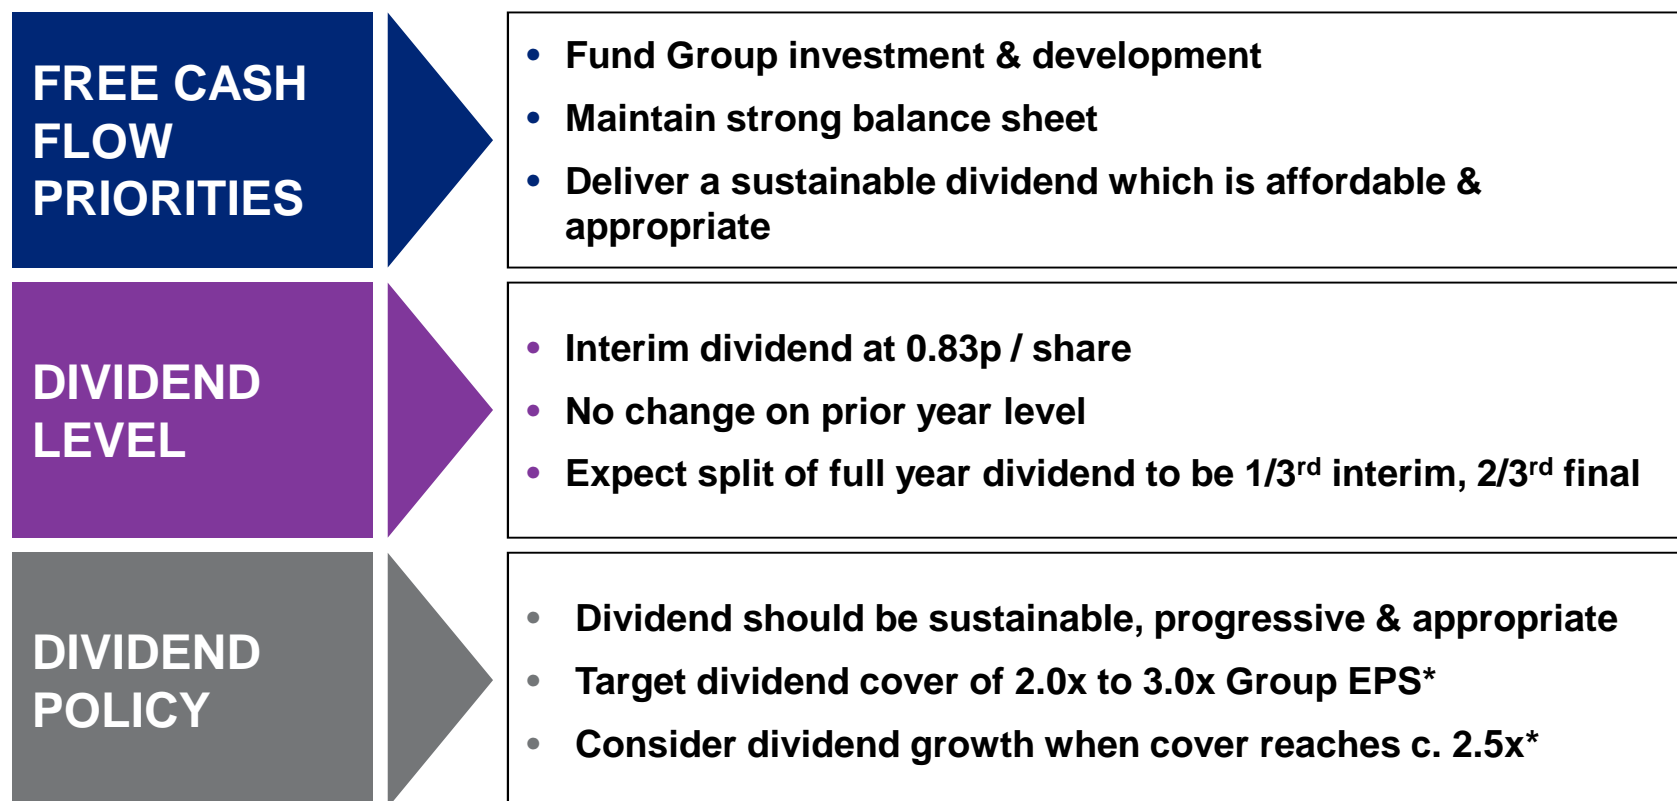 FREE CASH
FLOW
PRIORITIES
• Fund Group investment & development
• Maintain strong balance sheet
• Deliver a sustainable dividend which is affordable &
appropriate
DIVIDEND
LEVEL
• Interim dividend at 0.83p / share
• No change on prior year level
• Expect split of full year dividend to be 1/3rd interim, 2/3rd final
DIVIDEND
POLICY
• Dividend should be sustainable, progressive & appropriate
• Target dividend cover of 2.0x to 3.0x Group EPS*
• Consider dividend growth when cover reaches c. 2.5x*